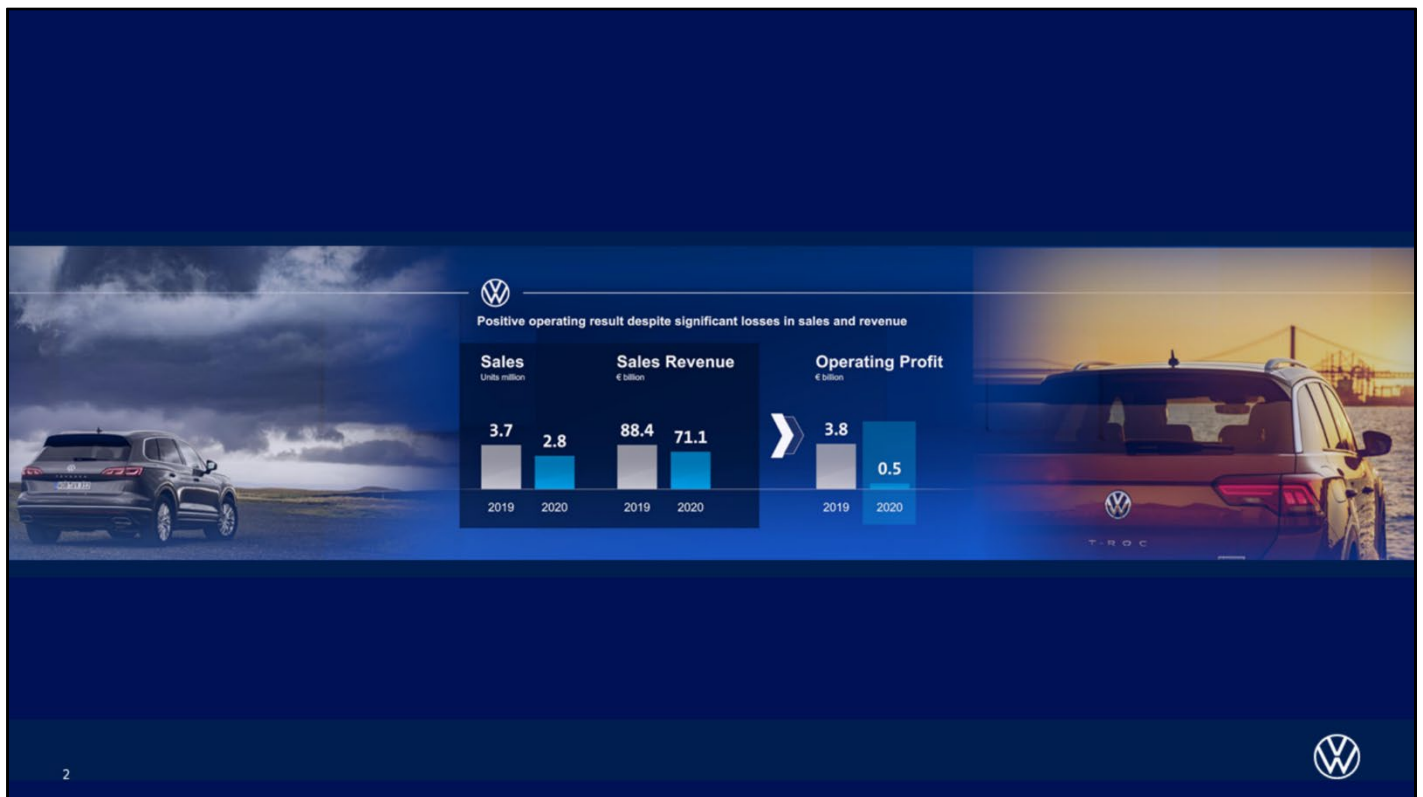 Positive operating result despite significant losses in sales and revenue
Sales
Units million
3.7
2.8
2019 2020
Sales Revenue
€ billion
88.4
71.1
2019 2020
Operating Profit
€ billion
3.8
0.5
2019 2020
T-ROC
2